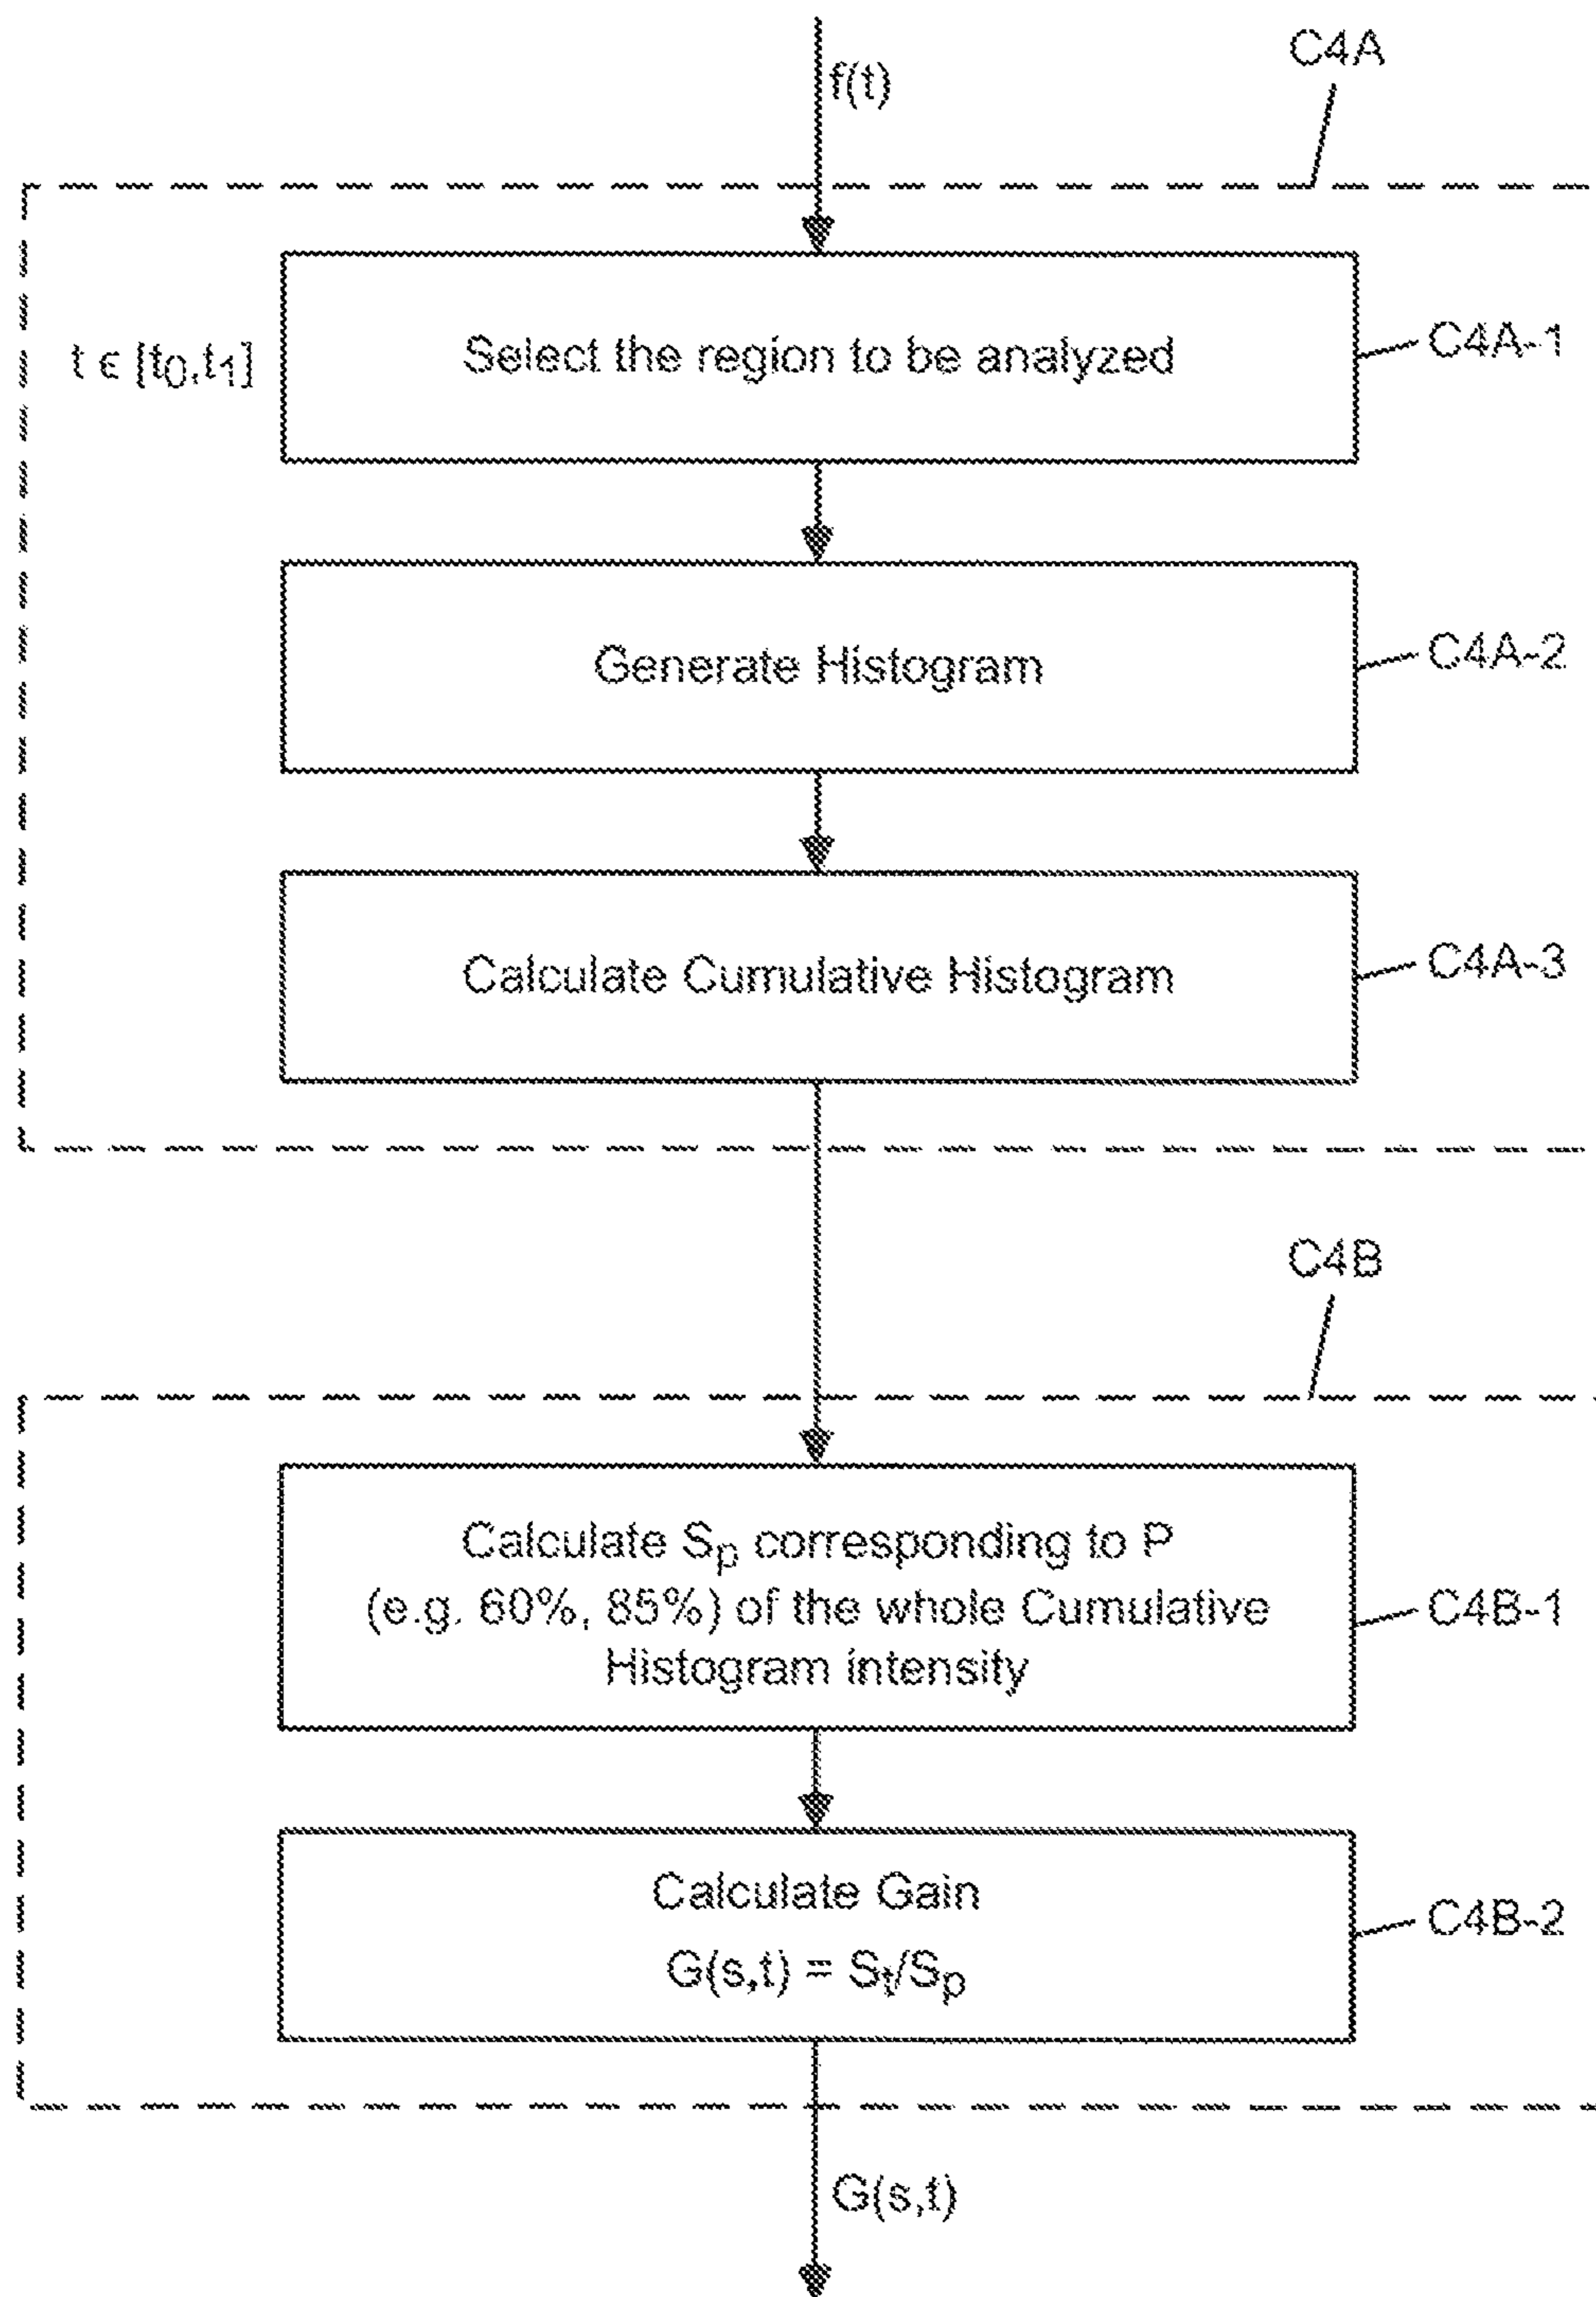 f(t)
C4A
t ϵ [t0,t1]
Select the region to be analyzed
C4A-1
Generate Histogram
C4A-2
Calculate Cumulative Histogram
C4A-3
C4B
Calculate Sp corresponding to P
(e.g. 60%, 85%) of the whole Cumulative
Histogram intensity
C4B-1
Calculate Gain
G(s,t) = St/Sp
C4B-2
G(s,t)